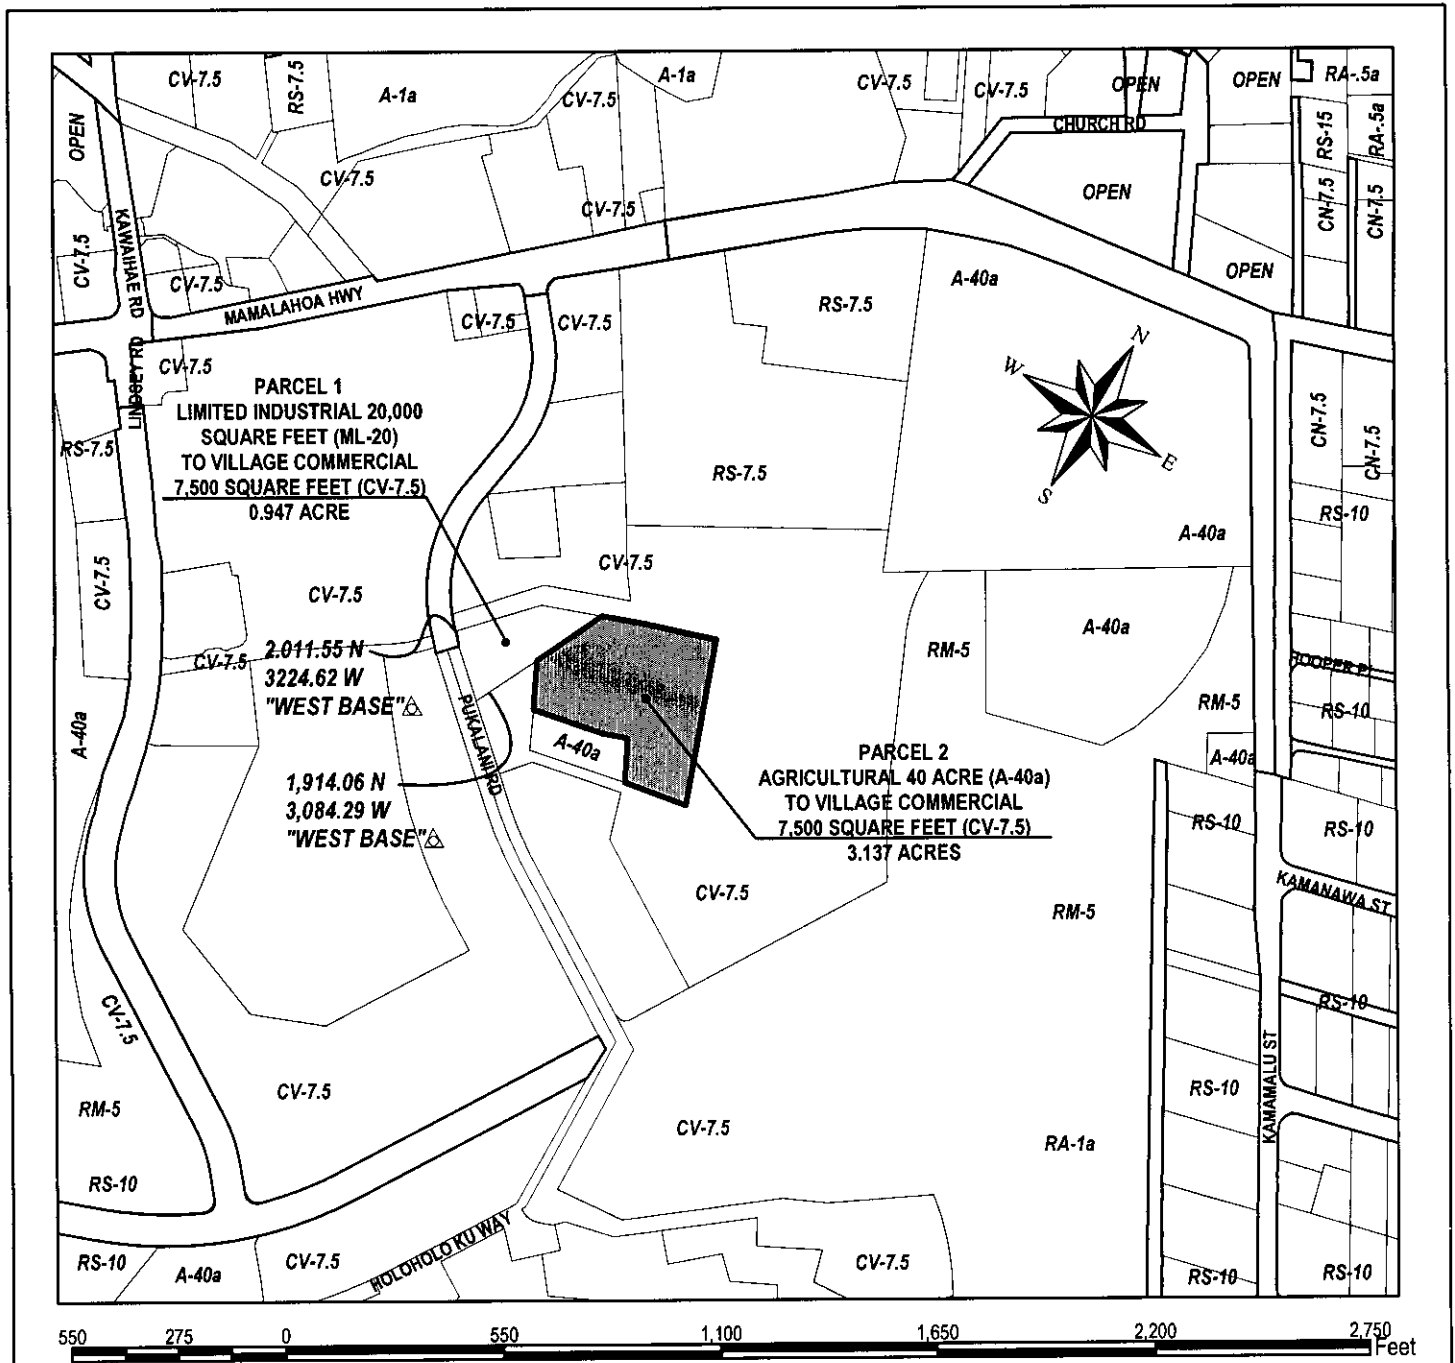 CV-7.5
RS-7.5
A-1a
CV-7.5
A-1a
CV-7.5
CV-7.5
OPEN
OPEN
RA-.5a
OPEN
CHURCH RD
RS-15
RA-.5a
CV-7.5
CV-7.5
OPEN
CN-7.5
CN-7.5
KAWAIHAE RD
CV-7.5
CV-7.5
OPEN
MAMALAHOA HWY
CV-7.5
CV-7.5
RS-7.5
A-40a
LINDSEY RD
CV-7.5
N
W
E
S
PARCEL 1
LIMITED INDUSTRIAL 20,000
SQUARE FEET (ML-20)
TO VILLAGE COMMERCIAL
7,500 SQUARE FEET (CV-7.5)
0.947 ACRE
RS-7.5
RS-7.5
CN-7.5
CN-7.5
RS-10
A-40a
CV-7.5
CV-7.5
CV-7.5
A-40a
RM-5
HOOPER PL
CV-7.5
2,011.55 N
3224.62 W
"WEST BASE"
PUKALANI RD
A-40a
RM-5
RS-10
A-40a
A-40a
1,914.06 N
3,084.29 W
"WEST BASE"
PARCEL 2
AGRICULTURAL 40 ACRE (A-40a)
TO VILLAGE COMMERCIAL
7,500 SQUARE FEET (CV-7.5)
3.137 ACRES
RS-10
RS-10
CV-7.5
RM-5
KAMANAWA ST
CV-7.5
RS-10
CV-7.5
RM-5
CV-7.5
RA-1a
RS-10
KAMAMALU ST
RS-10
RS-10
A-40a
CV-7.5
HOLOHOLO KU WAY
CV-7.5
RS-10
RS-10
550 275 0 550 1,100 1,650 2,200 2,750
Feet